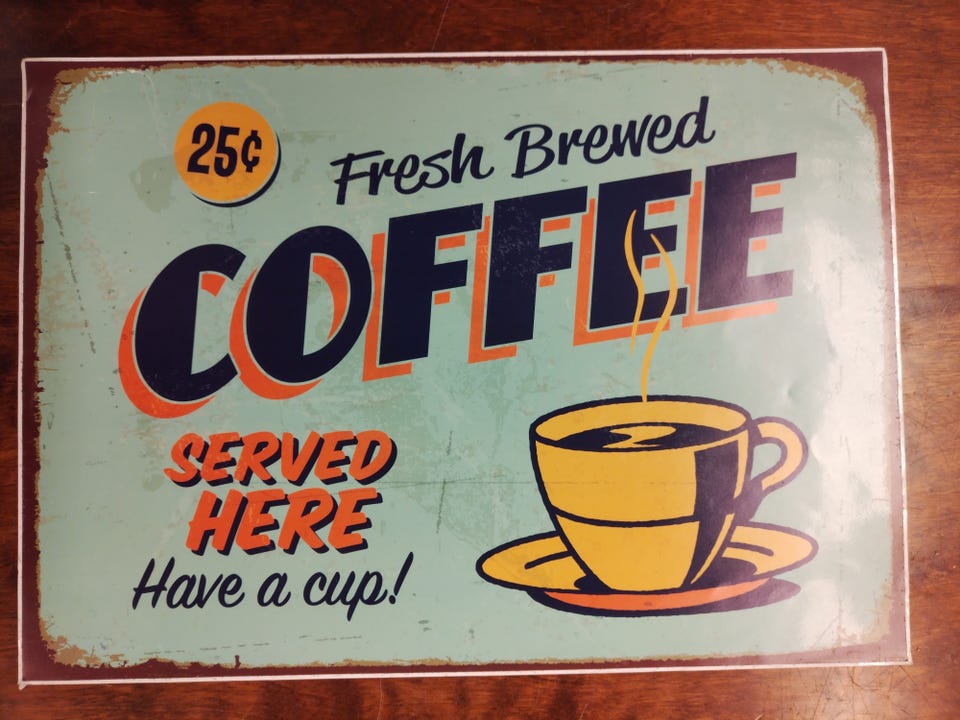 25¢
Fresh Brewed
COFFEE
SERVED
HERE
Have a cup!